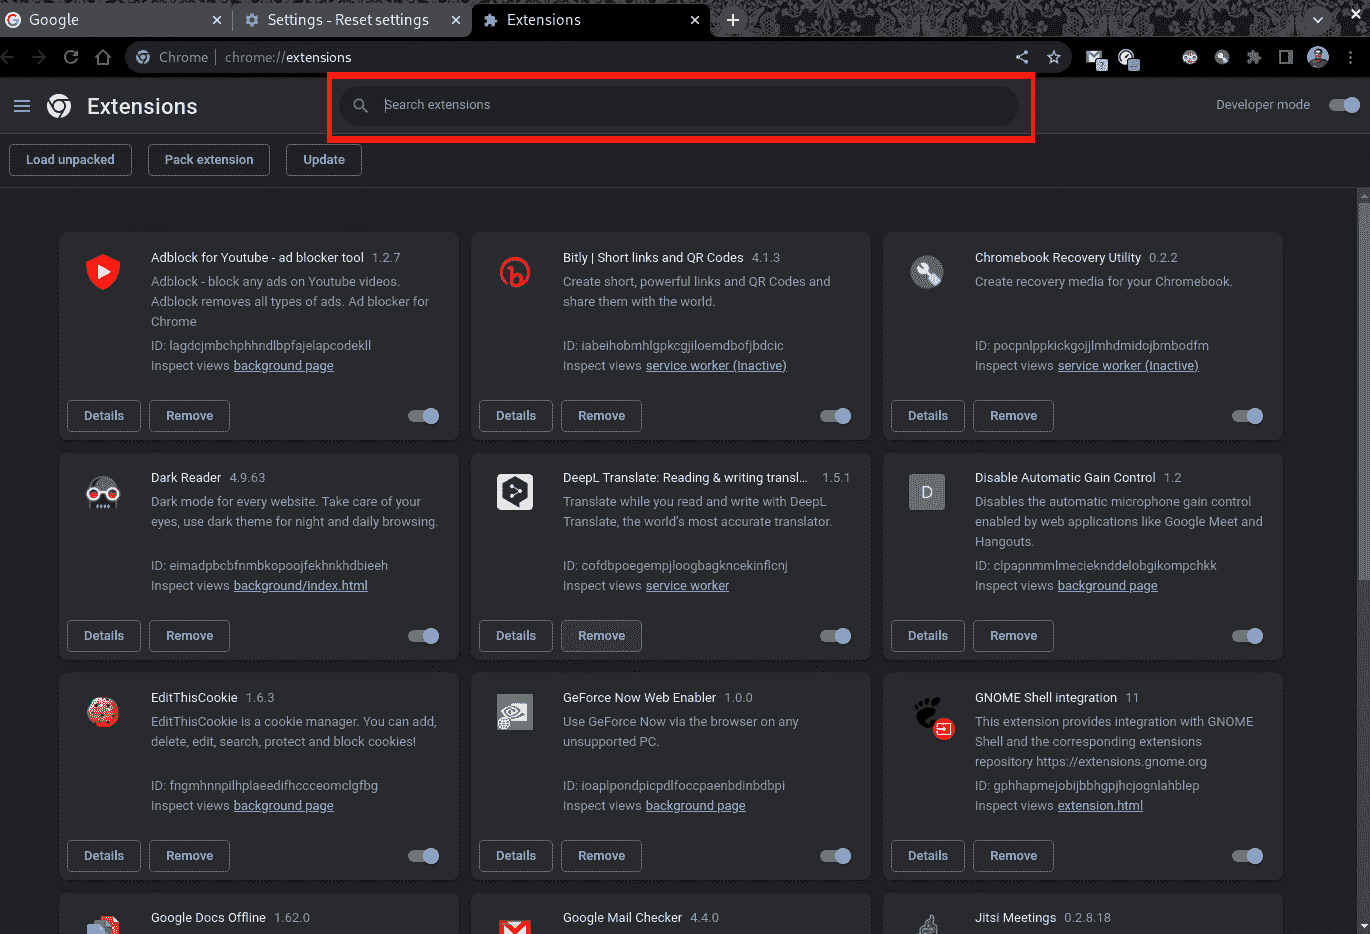 Google
Settings - Reset settings
Extensions
Chrome
chrome://extensions
Extensions
Search extensions
Developer mode
Load unpacked
Pack extension
Update
Adblock for Youtube - ad blocker tool 1.2.7
Adblock - block any ads on Youtube videos.
Adblock removes all types of ads. Ad blocker for
Chrome
ID: lagdcjmbchphhndlbpfajelapcodekll
Inspect views background page
Details
Remove
Bitly | Short links and QR Codes 4.1.3
Create short, powerful links and QR Codes and
share them with the world.
ID: iabeihobmhlgpkcgjiloemdbofjbdcic
Inspect views service worker (Inactive)
Details
Remove
Chromebook Recovery Utility 0.2.2
Create recovery media for your Chromebook.
ID: pocpnlppkickgojjlmhdmidojbmbodfm
Inspect views service worker (Inactive)
Details
Remove
Dark Reader 4.9.63
Dark mode for every website. Take care of your
eyes, use dark theme for night and daily browsing.
ID: eimadpbcbfnmbkopoojfekhnkhdbieeh
Inspect views background/index.html
Details
Remove
DeepL Translate: Reading & writing transl... 1.5.1
Translate while you read and write with DeepL
Translate, the world's most accurate translator.
ID: cofdbpoegempjloogbagkncekinflcnj
Inspect views service worker
Details
Remove
D
Disable Automatic Gain Control 1.2
Disables the automatic microphone gain control
enabled by web applications like Google Meet and
Hangouts.
ID: clpapnmmlmecieknddelobgikompchkk
Inspect views background page
Details
Remove
EditThisCookie 1.6.3
EditThisCookie is a cookie manager. You can add,
delete, edit, search, protect and block cookies!
ID: fngmhnnpilhplaeedifhccceomclgfbg
Inspect views background page
Details
Remove
GeForce Now Web Enabler 1.0.0
Use GeForce Now via the browser on any
unsupported PC.
ID: ioaplpondpicpdlfoccpaenbdinbdbpi
Inspect views background page
Details
Remove
GNOME Shell integration 11
This extension provides integration with GNOME
Shell and the corresponding extensions
repository https://extensions.gnome.org
ID: gphhapmejobijbbhgpjhcjognlahblep
Inspect views extension.html
Details
Remove
Google Docs Offline 1.62.0
Google Mail Checker 4.4.0
Jitsi Meetings 0.2.8.18